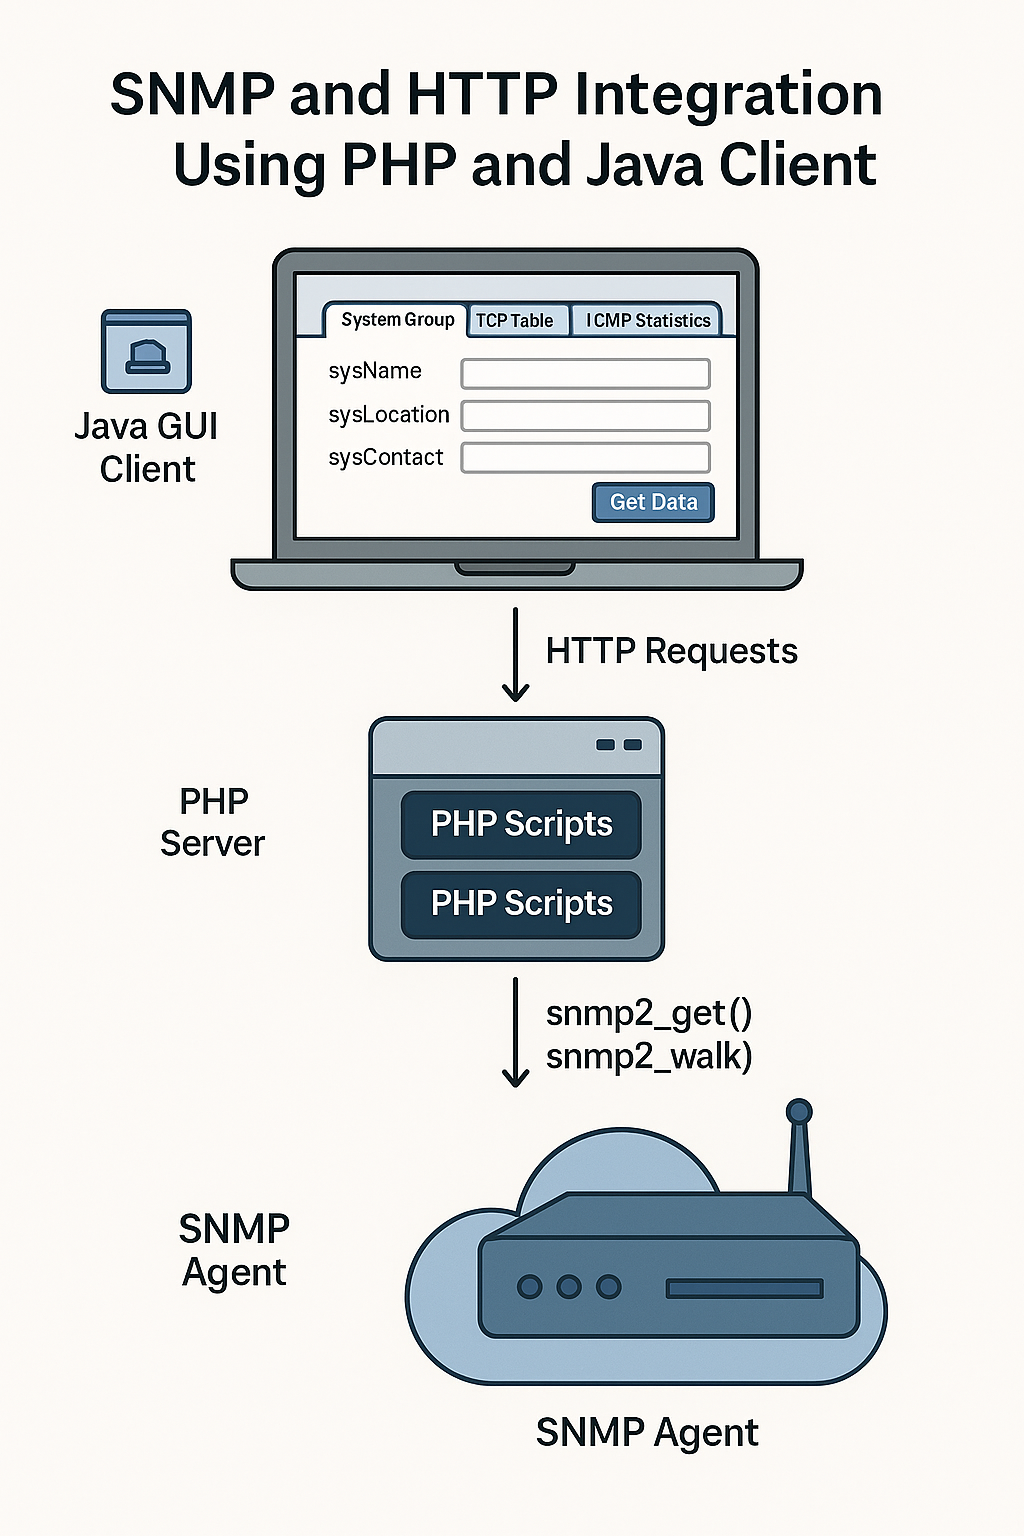 SNMP and HTTP Integration
Using PHP and Java Client
System Group
TCP Table
ICMP Statistics
sysName
sysLocation
sysContact
Get Data
Java GUI
Client
HTTP Requests
PHP
Server
PHP Scripts
PHP Scripts
snmp2_get()
snmp2_walk)
SNMP
Agent
SNMP Agent